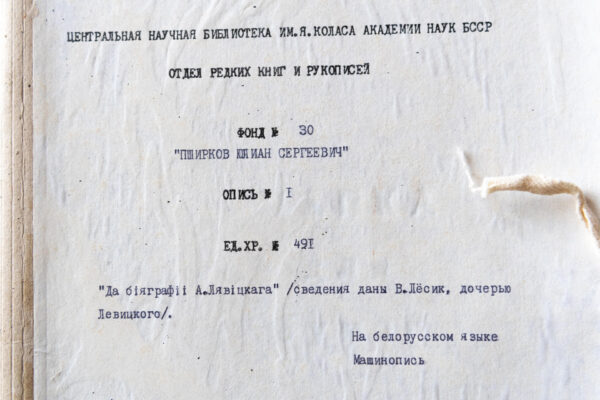 ЦЕНТРАЛЬНАЯ НАУЧНАЯ БИБЛИОТЕКА ИМ.Я.КОЛАСА АКАДЕМИИ НАУК БССР
ОТДЕЛ РЕДКИХ КНИГ И РУКОПИСЕЙ
ФОНД № 30
"ПШИРКОВ ЮЛИАН СЕРГЕЕВИЧ"
ОПИСЬ № I
ЕД.ХР. № 49I
"Да біяграфіі А.Лявіцкага" /сведения даны В.Лёсик, дочерью
Левицкого/.
На белорусском языке
Машинопись